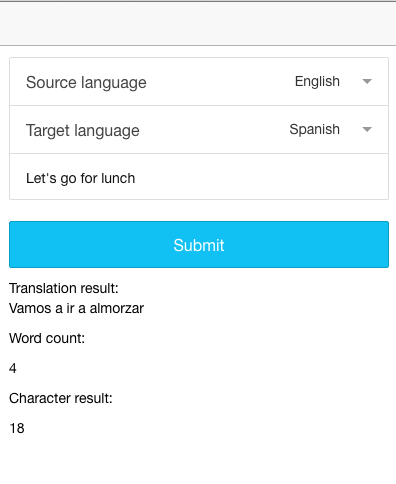 Source language English
Target language Spanish
Let's go for lunch
Submit
Translation result:
Vamos a ir a almorzar
Word count:
4
Character result:
18